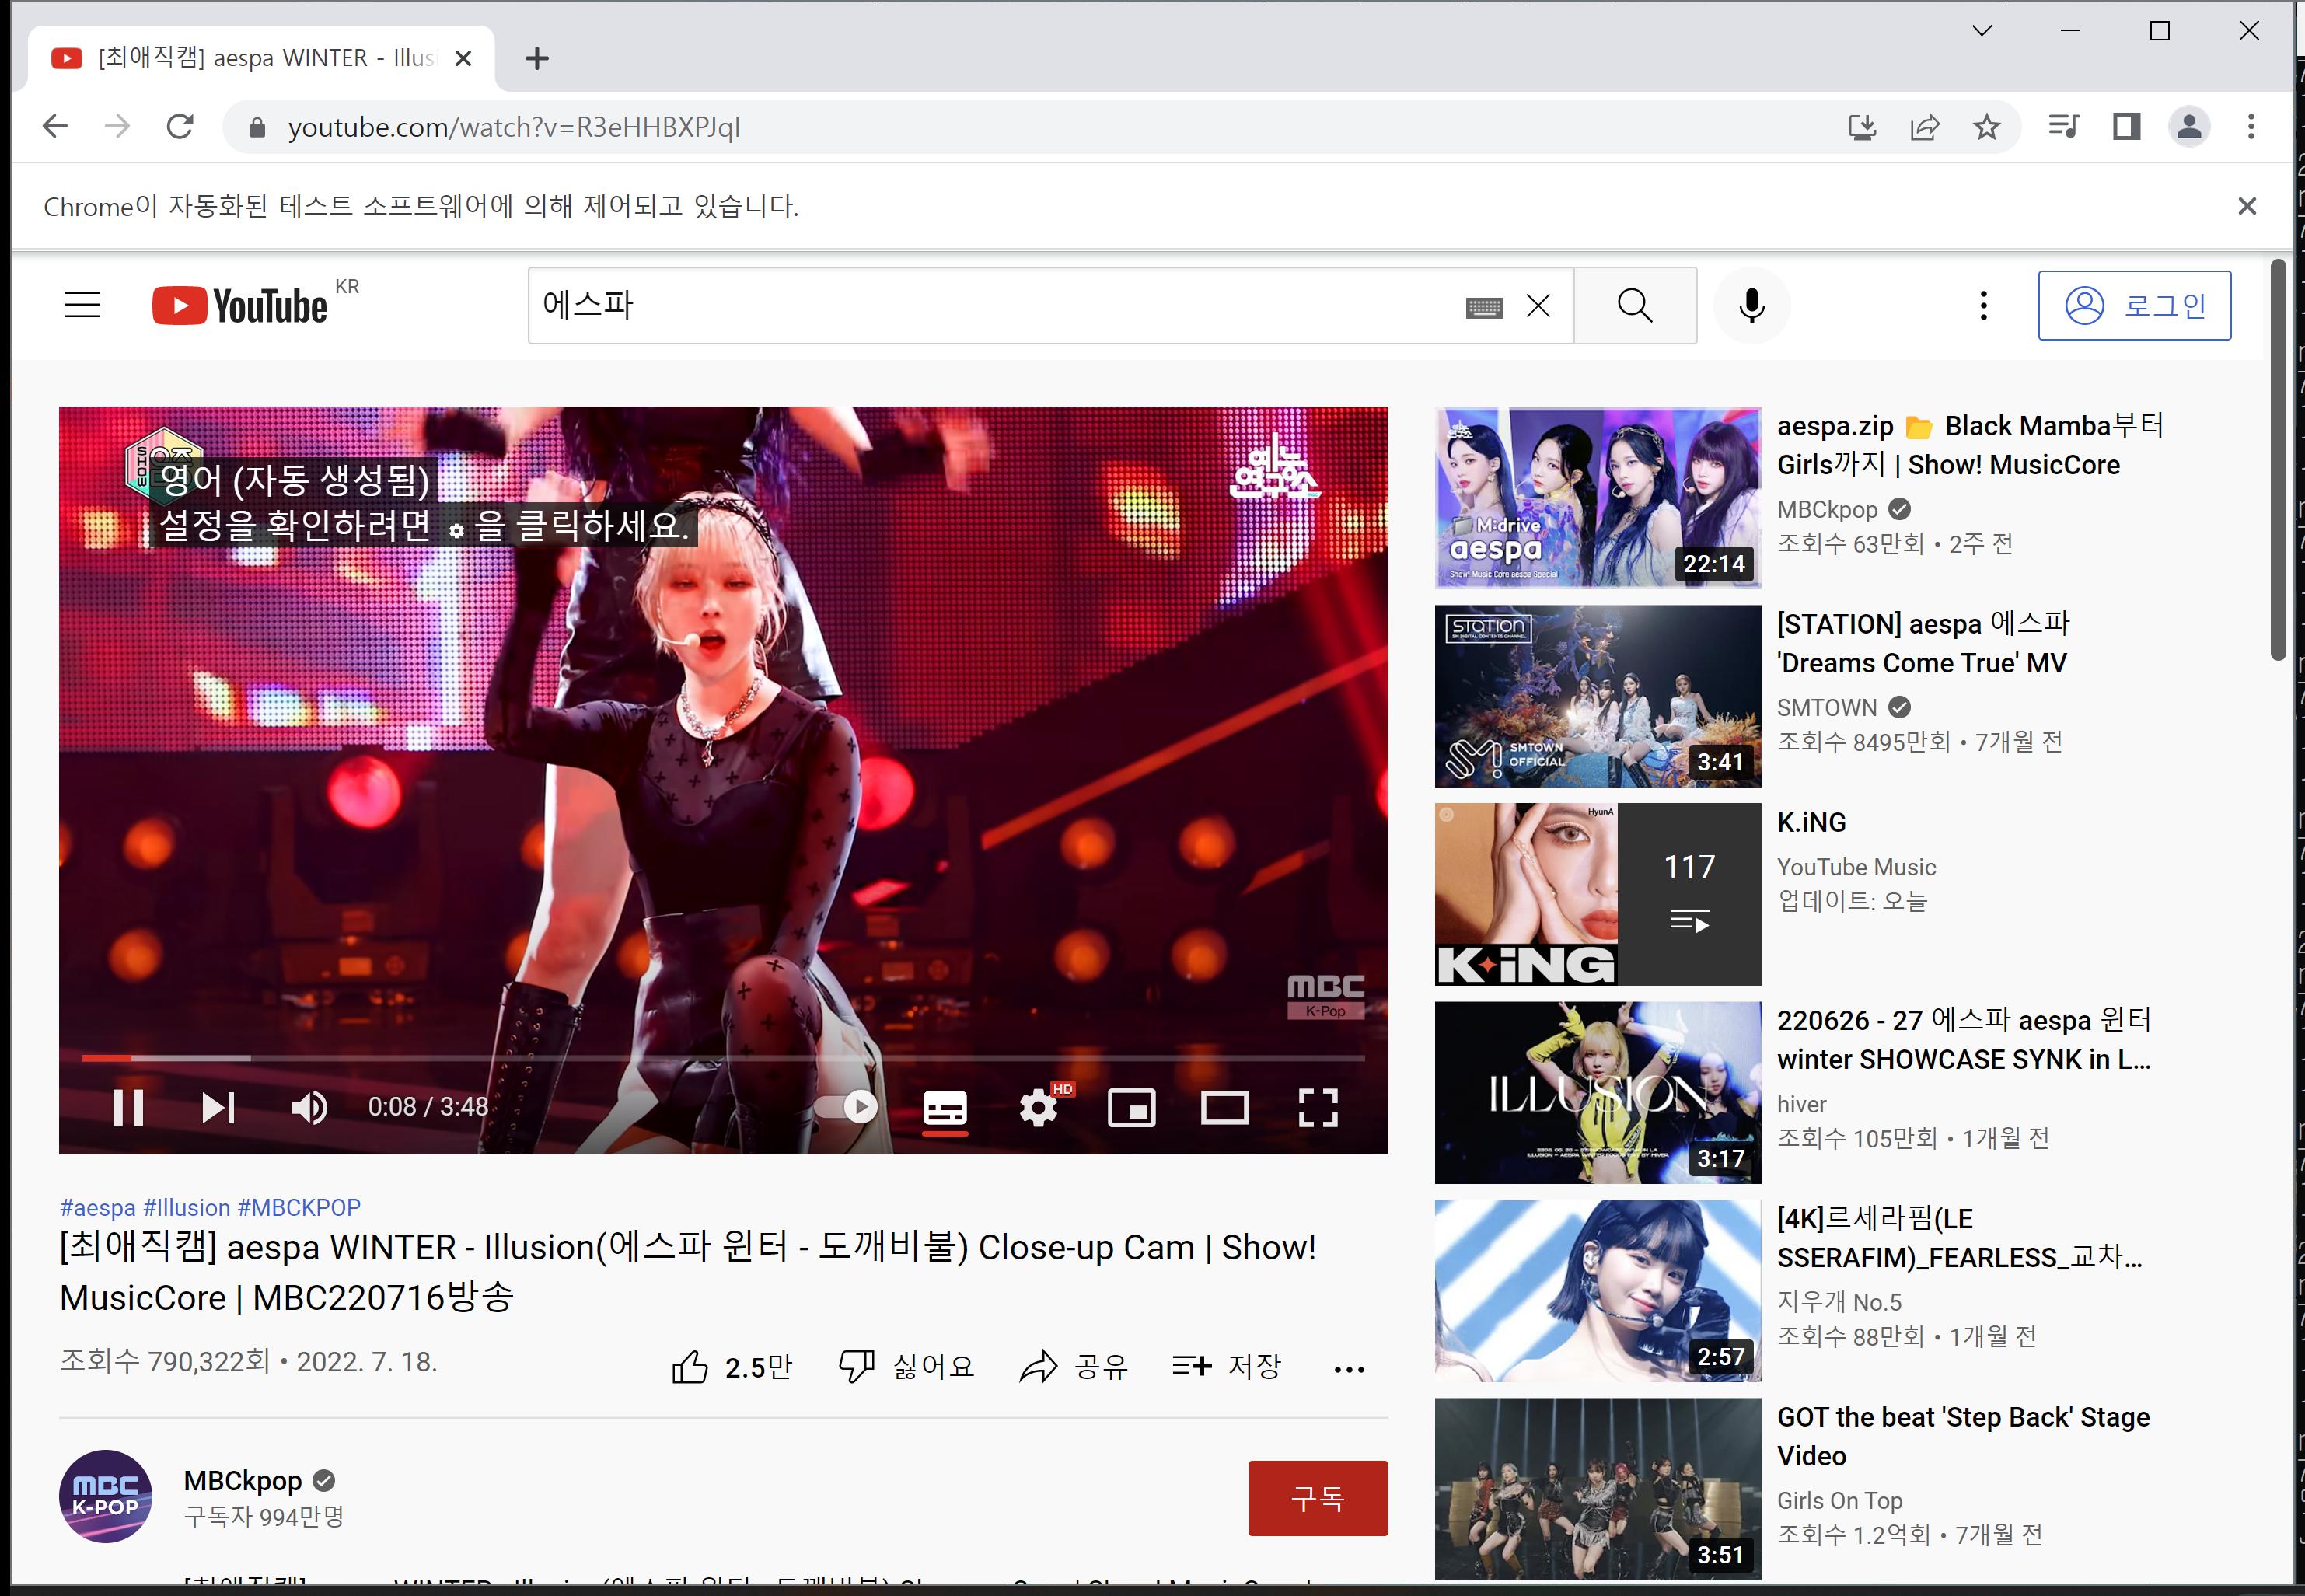 [최애직캠] aespa WINTER - Illus
youtube.com/watch?v=R3eHHBXPJqI
Chrome이 자동화된 테스트 소프트웨어에 의해 제어되고 있습니다.
YouTube KR
에스파
로그인
영어 (자동 생성됨)
설정을 확인하려면 을 클릭하세요.
예능
연구소
MBC
K-Pop
HD
0:08 / 3:48
#aespa #Illusion #MBCKPOP
[최애직캠] aespa WINTER - Illusion(에스파 윈터 - 도깨비불) Close-up Cam | Show!
MusicCore | MBC220716방송
조회수 790,322회 • 2022. 7. 18.
2.5만
싫어요
공유
저장
MBC
K-POP
MBCkpop
구독자 994만명
구독
M:drive
aespa
Show! Music Core aespa Special
22:14
aespa.zip 📂 Black Mamba부터
Girls까지 | Show! MusicCore
MBCkpop
조회수 63만회 • 2주 전
STATION
SMTOWN
OFFICIAL
3:41
[STATION] aespa 에스파
'Dreams Come True' MV
SMTOWN
조회수 8495만회 • 7개월 전
HyunA
K✦iNG
117
K.iNG
YouTube Music
업데이트: 오늘
ILLUSION
3:17
220626 - 27 에스파 aespa 윈터
winter SHOWCASE SYNK in L...
hiver
조회수 105만회 • 1개월 전
2:57
[4K]르세라핌(LE
SSERAFIM)_FEARLESS_교차...
지우개 No.5
조회수 88만회 • 1개월 전
3:51
GOT the beat 'Step Back' Stage
Video
Girls On Top
조회수 1.2억회 • 7개월 전